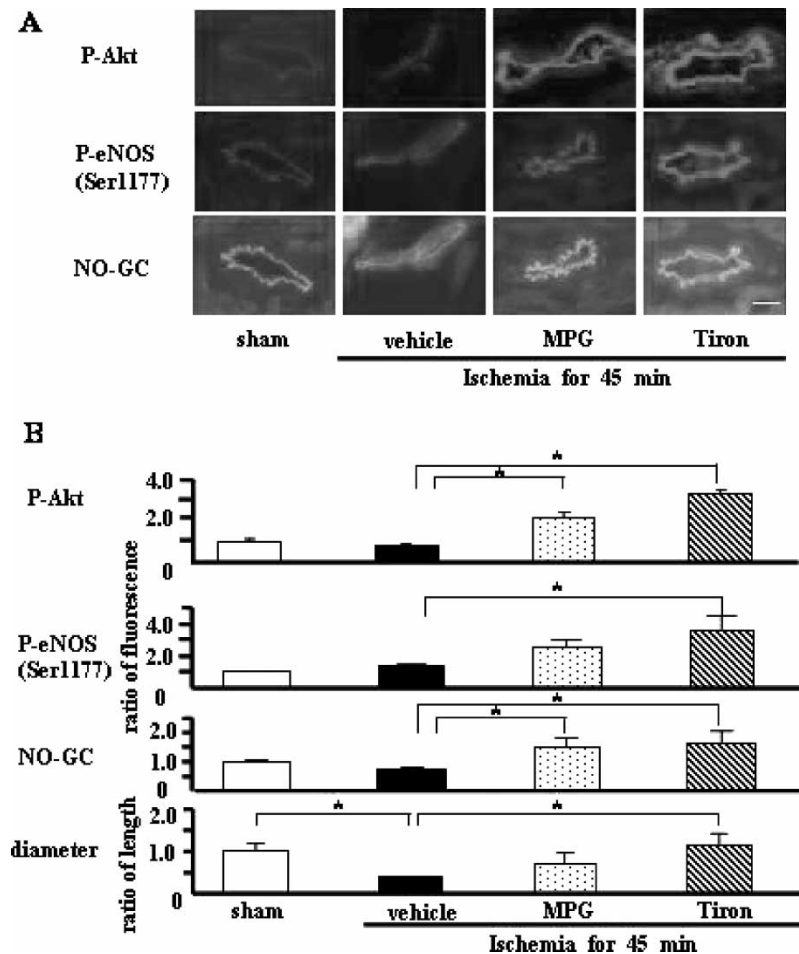 A
P-Akt
P-eNOS
(Ser1177)
NO-GC
sham vehicle MPG Tiron
Ischemia for 45 min
B
P-Akt
4.0
2.0
0
*
*
ratio of fluorescence
P-eNOS
(Ser1177)
4.0
2.0
0
*
NO-GC
2.0
1.0
0
*
*
diameter
ratio of length
2.0
1.0
0
*
*
sham vehicle MPG Tiron
Ischemia for 45 min